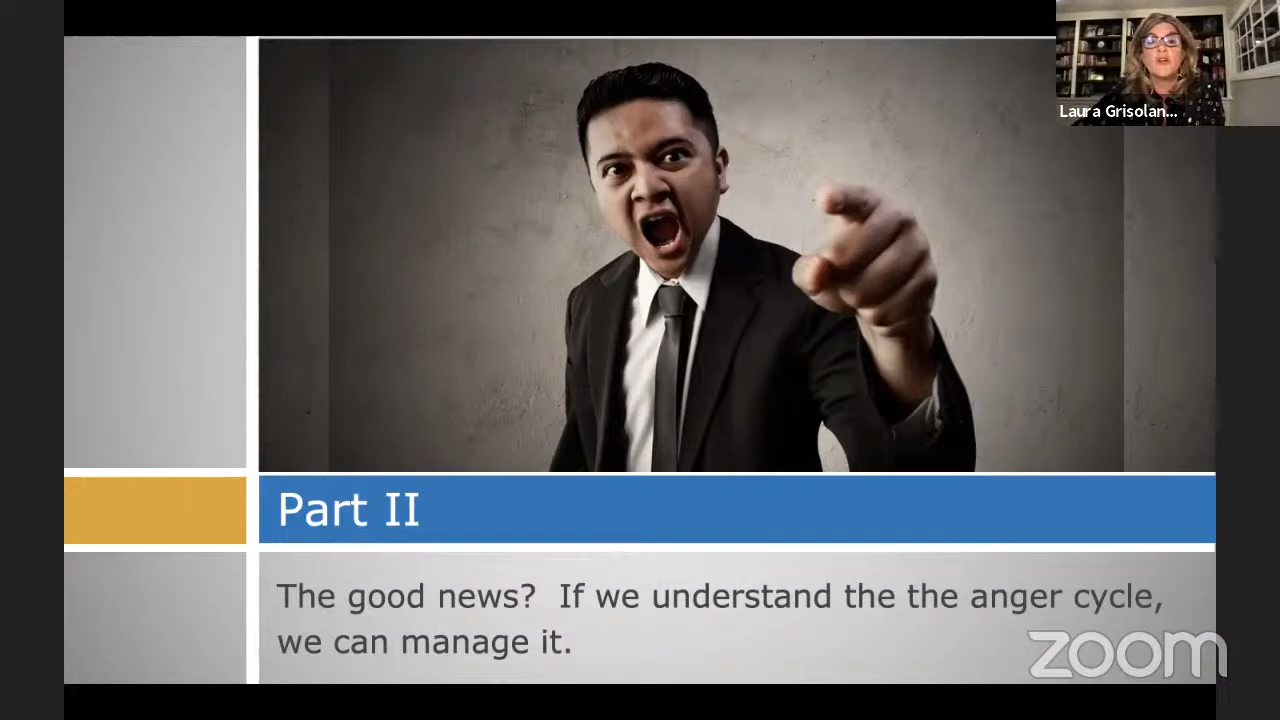 Laura Grisolan...
Part II
The good news?  If we understand the the anger cycle,
we can manage it.
zoom